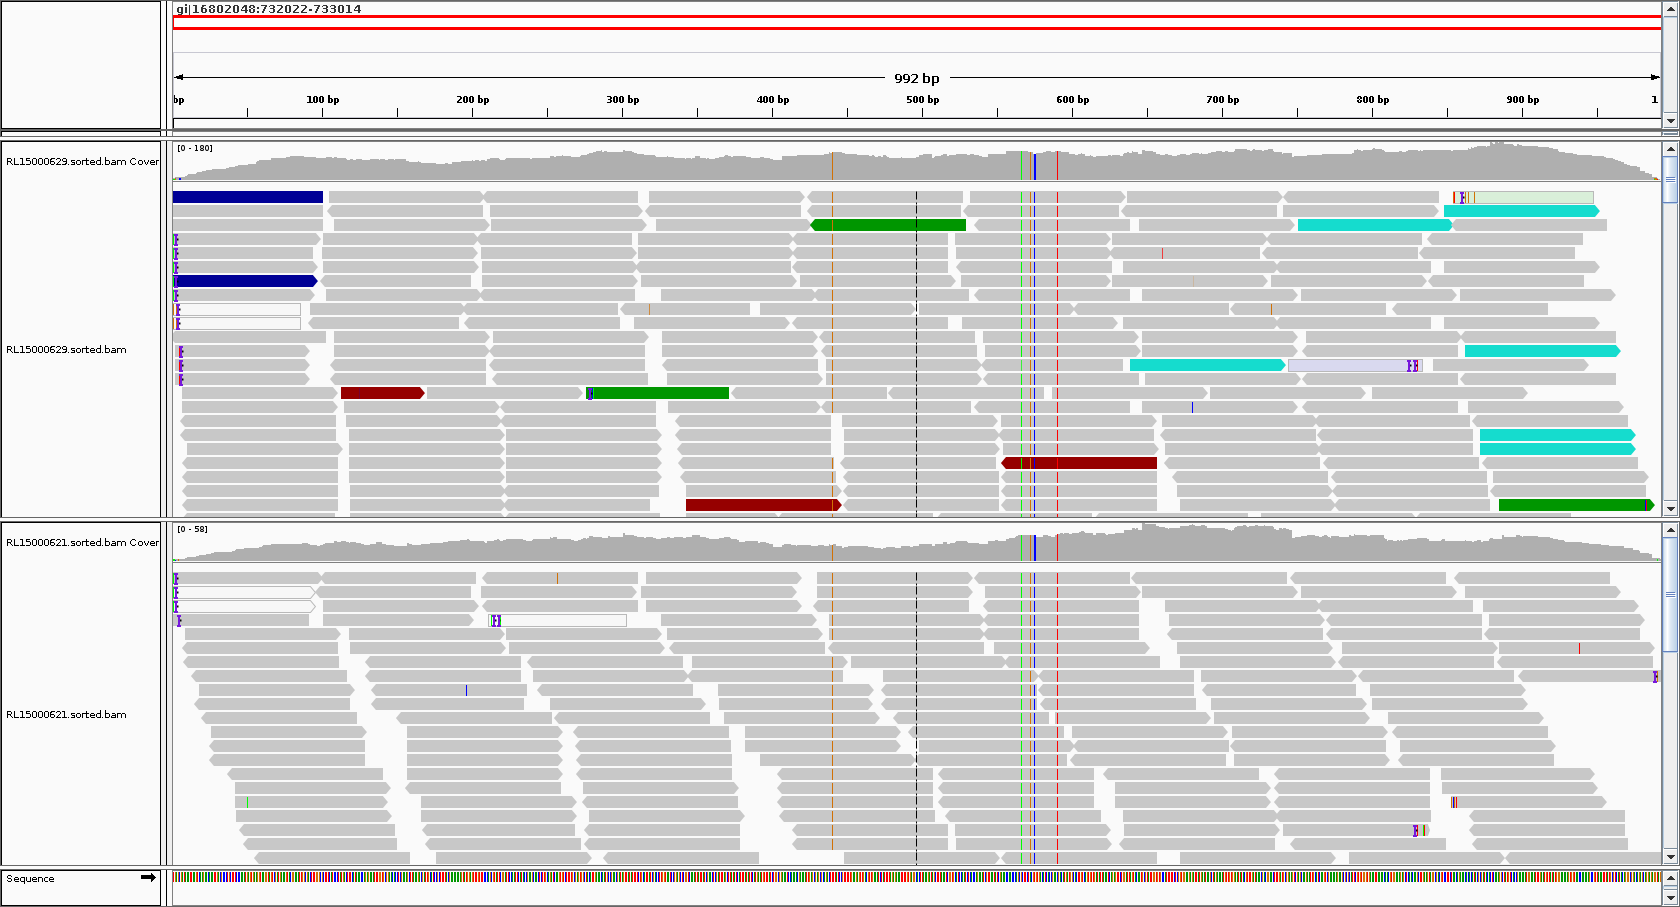 gi|16802048:732022-733014
992 bp
bp 100 bp 200 bp 300 bp 400 bp 500 bp 600 bp 700 bp 800 bp 900 bp 1
RL15000629.sorted.bam Cover
[0 - 180]
RL15000629.sorted.bam
RL15000621.sorted.bam Cover
[0 - 58]
RL15000621.sorted.bam
Sequence